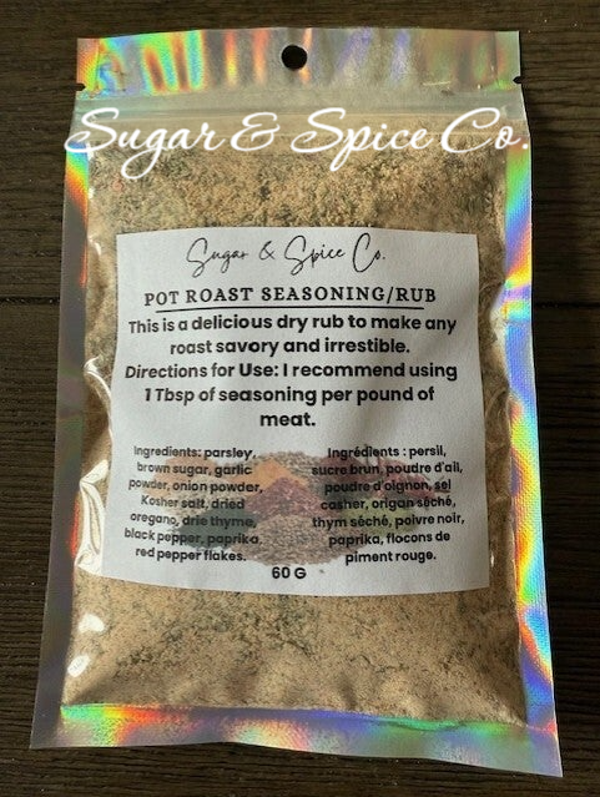 Sugar & Spice Co.
Sugar & Spice Co.
POT ROAST SEASONING/RUB
This is a delicious dry rub to make any
roast savory and irrestible.
Directions for Use: I recommend using
1 Tbsp of seasoning per pound of
meat.
Ingredients: parsley,
brown sugar, garlic
powder, onion powder,
Kosher salt, dried
oregano, drie thyme,
black pepper, paprika,
red pepper flakes.
Ingrédients : persil,
sucre brun, poudre d'ail,
poudre d'oignon, sel
casher, origan séché,
thym séché, poivre noir,
paprika, flocons de
piment rouge.
60 G